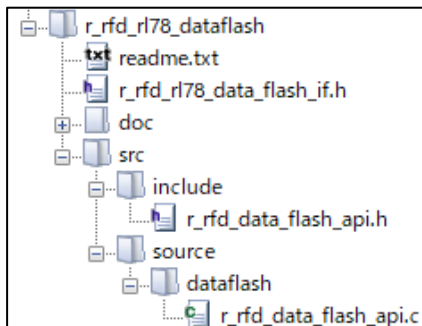 r_rfd_rl78_dataflash
readme.txt
r_rfd_rl78_data_flash_if.h
doc
src
include
r_rfd_data_flash_api.h
source
dataflash
r_rfd_data_flash_api.c